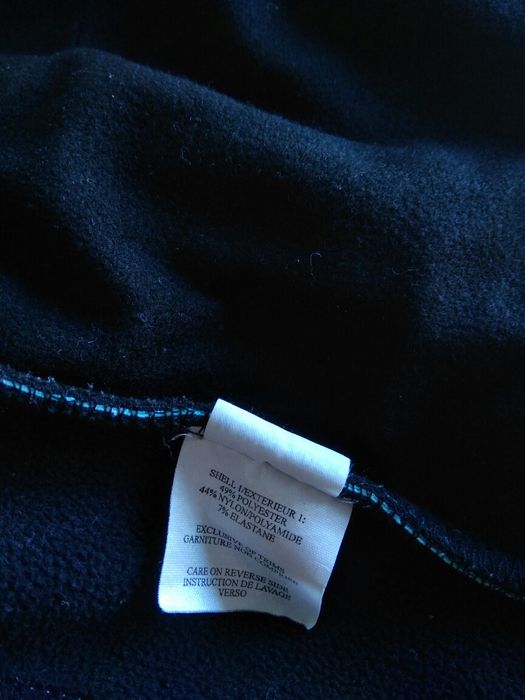 SHELL 1/EXTERIEUR 1:
49% POLYESTER
44% NYLON/POLYAMIDE
7% ELASTANE
EXCLUSIVE OF TRIMS
GARNITURE NON COMPRISE
CARE ON REVERSE SIDE
INSTRUCTION DE LAVAGE
VERSO